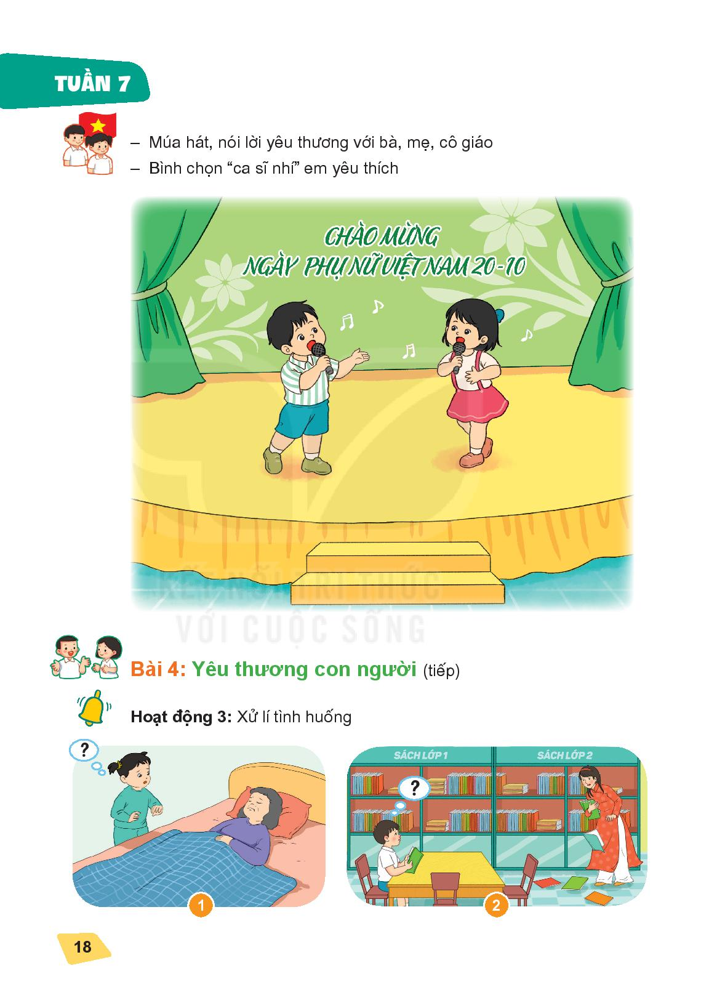 TUẦN 7
– Múa hát, nói lời yêu thương với bà, mẹ, cô giáo
– Bình chọn “ca sĩ nhí” em yêu thích
CHÀO MỪNG
NGÀY PHỤ NỮ VIỆT NAM 20-10
KẾT NỐI TRI THỨC
VỚI CUỘC SỐNG
Bài 4: Yêu thương con người (tiếp)
Hoạt động 3: Xử lí tình huống
?
SÁCH LỚP 1
SÁCH LỚP 2
?
1
2
18